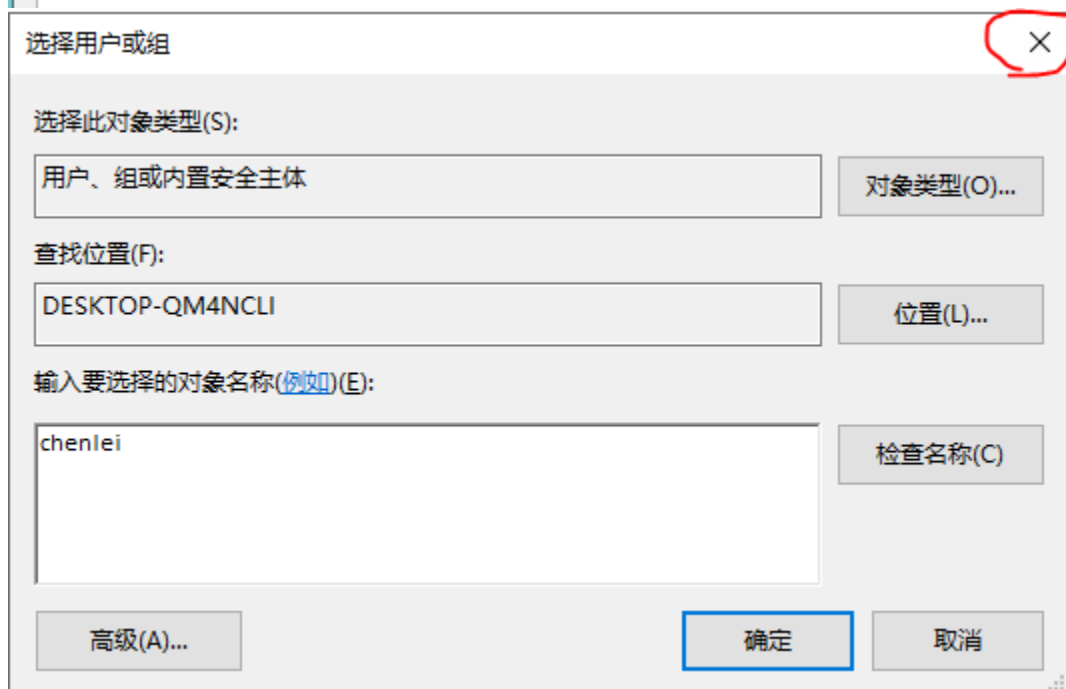 选择用户或组
选择此对象类型(S):
用户、组或内置安全主体
对象类型(O)...
查找位置(F):
DESKTOP-QM4NCLI
位置(L)...
输入要选择的对象名称(例如)(E):
chenlei
检查名称(C)
高级(A)...
确定
取消